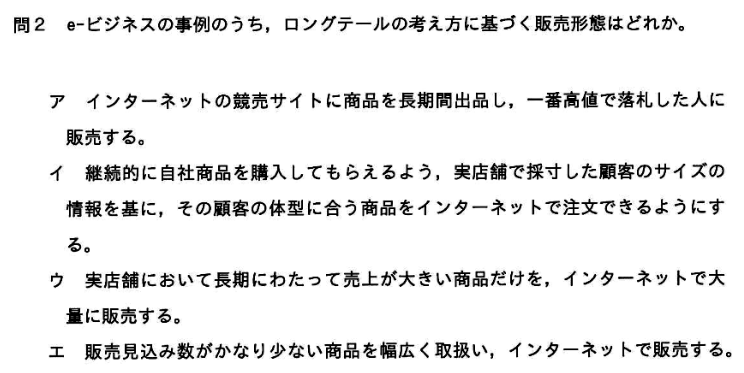 問２　e-ビジネスの事例のうち，ロングテールの考え方に基づく販売形態はどれか。
ア　インターネットの競売サイトに商品を長期間出品し，一番高値で落札した人に
販売する。
イ　継続的に自社商品を購入してもらえるよう，実店舗で採寸した顧客のサイズの
情報を基に，その顧客の体型に合う商品をインターネットで注文できるようにす
る。
ウ　実店舗において長期にわたって売上が大きい商品だけを，インターネットで大
量に販売する。
エ　販売見込み数がかなり少ない商品を幅広く取扱い，インターネットで販売する。